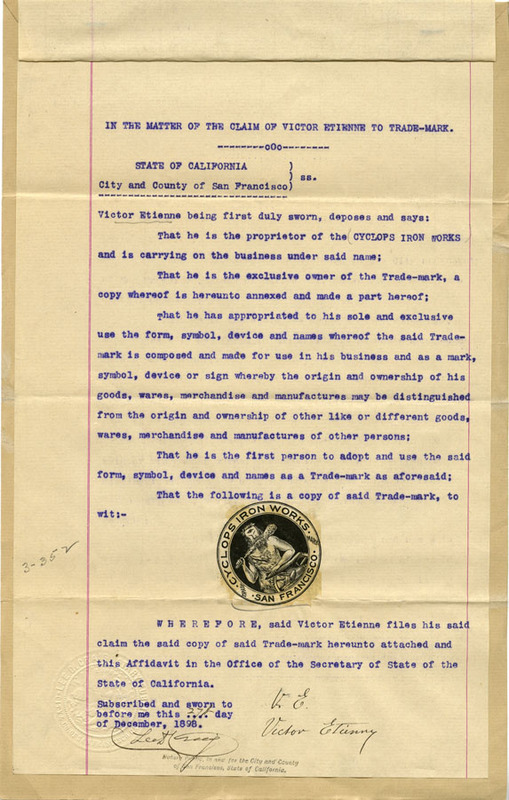 IN THE MATTER OF THE CLAIM OF VICTOR ETIENNE TO TRADE-MARK.
---------oOo---------
STATE OF CALIFORNIA )
) ss.
City and County of San Francisco)
Victor Etienne being first duly sworn, deposes and says:
That he is the proprietor of the (CYCLOPS IRON WORKS
and is carrying on the business under said name;
That he is the exclusive owner of the Trade-mark, a
copy whereof is hereunto annexed and made a part hereof;
That he has appropriated to his sole and exclusive
use the form, symbol, device and names whereof the said Trade-
mark is composed and made for use in his business and as a mark,
symbol, device or sign whereby the origin and ownership of his
goods, wares, merchandise and manufactures may be distinguished
from the origin and ownership of other like or different goods,
wares, merchandise and manufactures of other persons;
That he is the first person to adopt and use the said
form, symbol, device and names as a Trade-mark as aforesaid;
That the following is a copy of said Trade-mark, to
wit:-
CYCLOPS IRON WORKS
SAN FRANCISCO
3-352
W H E R E F O R E, said Victor Etienne files his said
claim the said copy of said Trade-mark hereunto attached and
this Affidavit in the Office of the Secretary of State of the
State of California.
Subscribed and sworn to
before me this day
of December, 1898.
V. E.
Victor Etienne
Notary Public, in and for the City and County
of San Francisco, State of California.